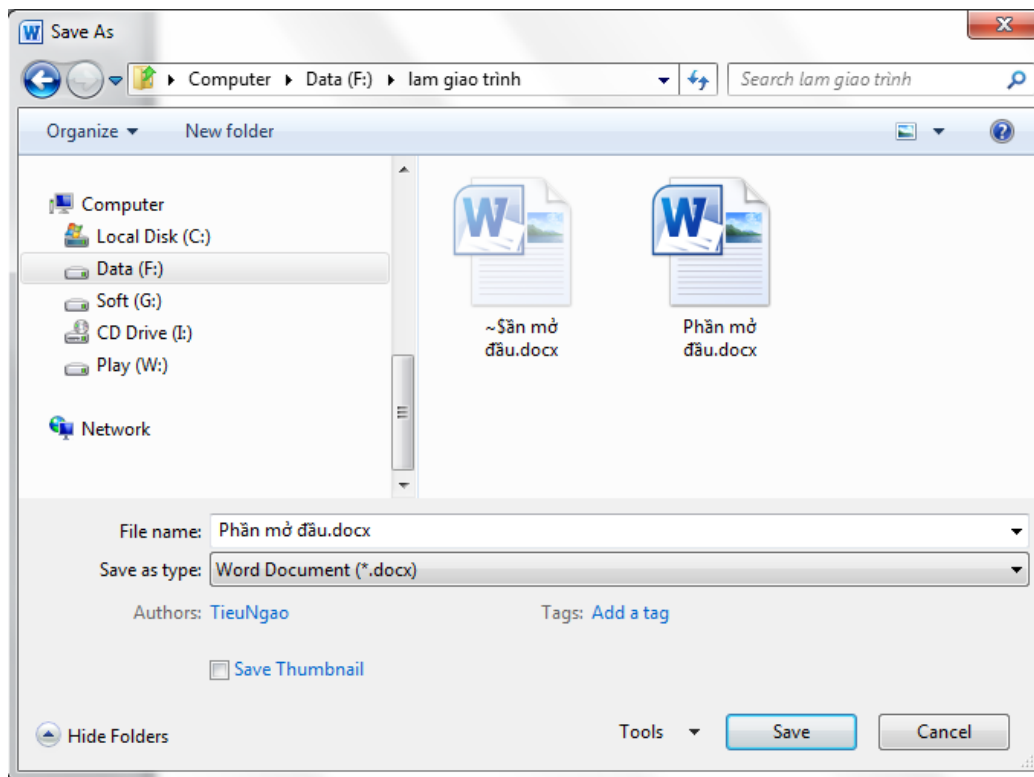 Save As
Computer Data (F:) lam giao trình
Search lam giao trình
Organize New folder
Computer
Local Disk (C:)
Data (F:)
Soft (G:)
CD Drive (I:)
Play (W:)
Network
~$ần mở
đầu.docx
Phần mở
đầu.docx
File name: Phần mở đầu.docx
Save as type: Word Document (*.docx)
Authors: TieuNgao Tags: Add a tag
Save Thumbnail
Hide Folders Tools Save Cancel